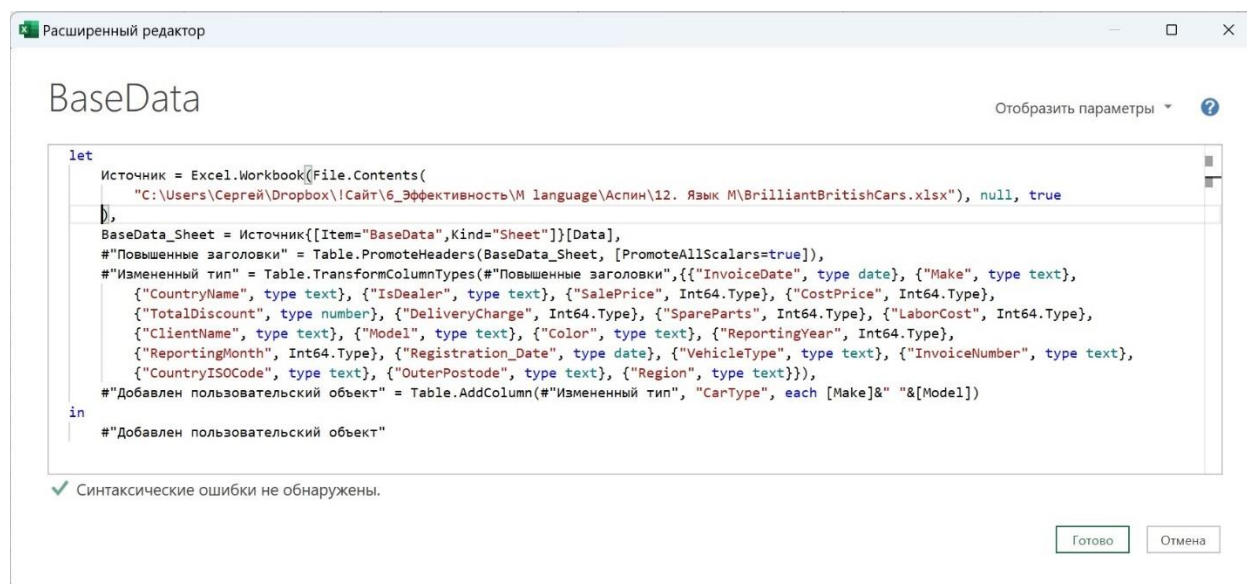 Расширенный редактор
BaseData
Отобразить параметры
let
Источник = Excel.Workbook(File.Contents(
"C:\Users\Сергей\Dropbox\!Сайт\6_Эффективность\M language\Аспин\12. Язык М\BrilliantBritishCars.xlsx"), null, true
),
BaseData_Sheet = Источник{[Item="BaseData",Kind="Sheet"]}[Data],
#"Повышенные заголовки" = Table.PromoteHeaders(BaseData_Sheet, [PromoteAllScalars=true]),
#"Измененный тип" = Table.TransformColumnTypes(#"Повышенные заголовки",{{"InvoiceDate", type date}, {"Make", type text},
{"CountryName", type text}, {"IsDealer", type text}, {"SalePrice", Int64.Type}, {"CostPrice", Int64.Type},
{"TotalDiscount", type number}, {"DeliveryCharge", Int64.Type}, {"SpareParts", Int64.Type}, {"LaborCost", Int64.Type},
{"ClientName", type text}, {"Model", type text}, {"Color", type text}, {"ReportingYear", Int64.Type},
{"ReportingMonth", Int64.Type}, {"Registration_Date", type date}, {"VehicleType", type text}, {"InvoiceNumber", type text},
{"CountryISOCode", type text}, {"OuterPostode", type text}, {"Region", type text}}),
#"Добавлен пользовательский объект" = Table.AddColumn(#"Измененный тип", "CarType", each [Make]&" "&[Model])
in
#"Добавлен пользовательский объект"
Синтаксические ошибки не обнаружены.
Готово
Отмена